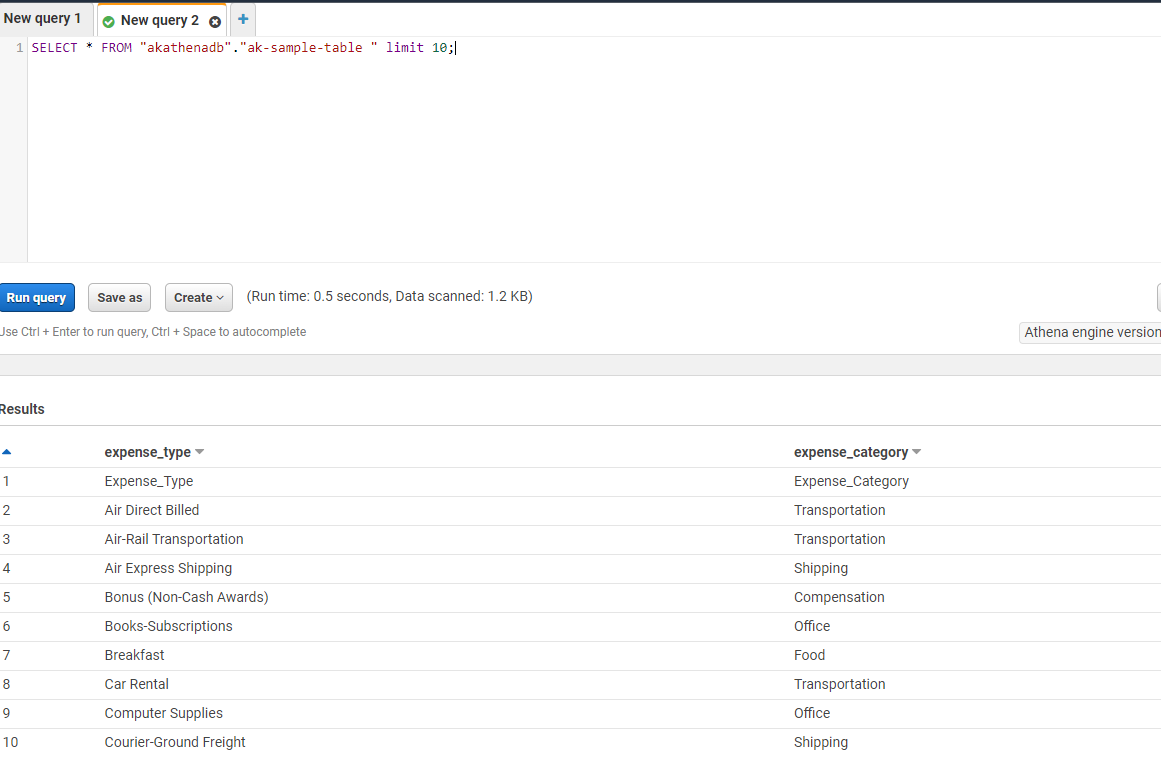 New query 1 New query 2 +
1 SELECT * FROM "akathenadb"."ak-sample-table " limit 10;
Run query Save as Create (Run time: 0.5 seconds, Data scanned: 1.2 KB)
Use Ctrl + Enter to run query, Ctrl + Space to autocomplete
Athena engine version
Results
expense_type expense_category
1 Expense_Type Expense_Category
2 Air Direct Billed Transportation
3 Air-Rail Transportation Transportation
4 Air Express Shipping Shipping
5 Bonus (Non-Cash Awards) Compensation
6 Books-Subscriptions Office
7 Breakfast Food
8 Car Rental Transportation
9 Computer Supplies Office
10 Courier-Ground Freight Shipping